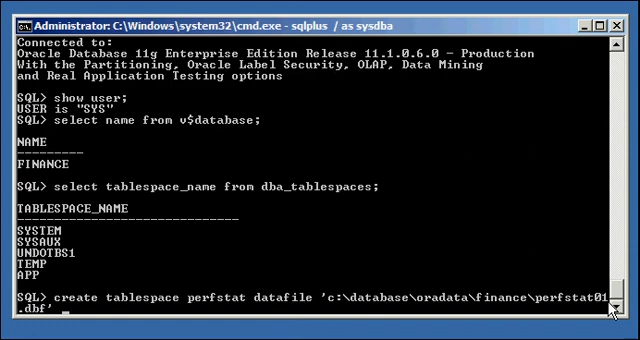 Administrator: C:\Windows\system32\cmd.exe - sqlplus / as sysdba
Connected to:
Oracle Database 11g Enterprise Edition Release 11.1.0.6.0 - Production
With the Partitioning, Oracle Label Security, OLAP, Data Mining
and Real Application Testing options
SQL> show user;
USER is "SYS"
SQL> select name from v$database;
NAME
---------
FINANCE
SQL> select tablespace_name from dba_tablespaces;
TABLESPACE_NAME
------------------------------
SYSTEM
SYSAUX
UNDOTBS1
TEMP
APP
SQL> create tablespace perfstat datafile 'c:\database\oradata\finance\perfstat01
.dbf' _